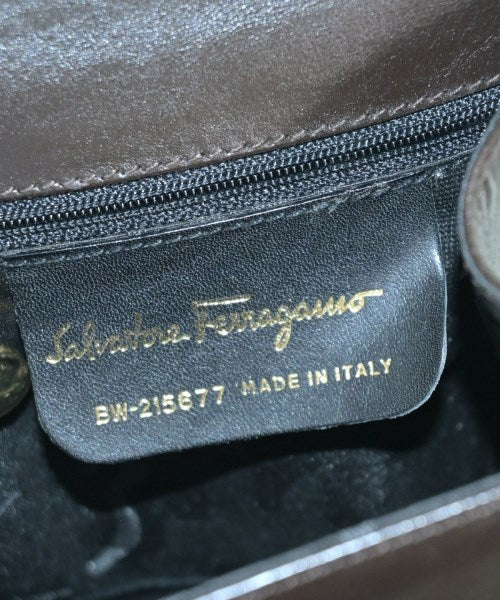 Salvatore Ferragamo
BW-215677 MADE IN ITALY